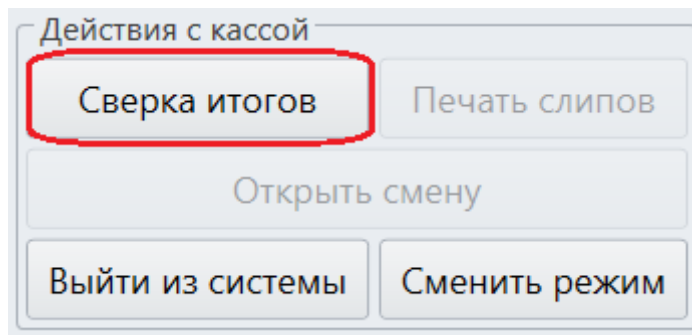 Действия с кассой
Сверка итогов
Печать слипов
Открыть смену
Выйти из системы
Сменить режим